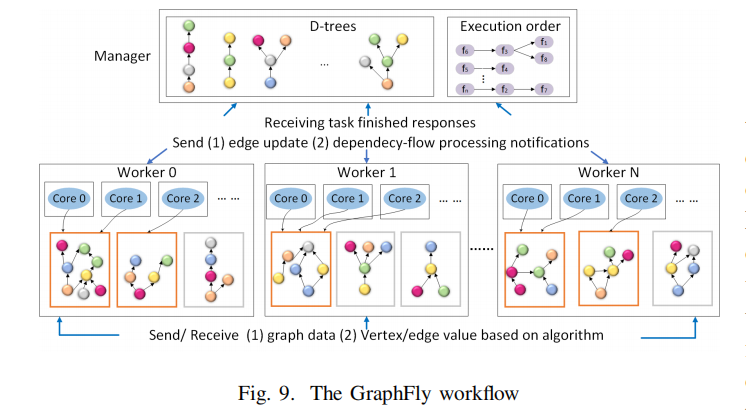 D-trees
Execution order
Manager
...
f₆ f₃ f₁
f₈
f₅ f₄
⋮
fₙ f₂ f₇
Receiving task finished responses
Send (1) edge update (2) dependecy-flow processing notifications
Worker 0
Worker 1
Worker N
Core 0 Core 1 Core 2 ... ...
Core 0 Core 1 Core 2 ... ...
Core 0 Core 1 Core 2 ... ...
......
Send/ Receive (1) graph data (2) Vertex/edge value based on algorithm
Fig. 9. The GraphFly workflow